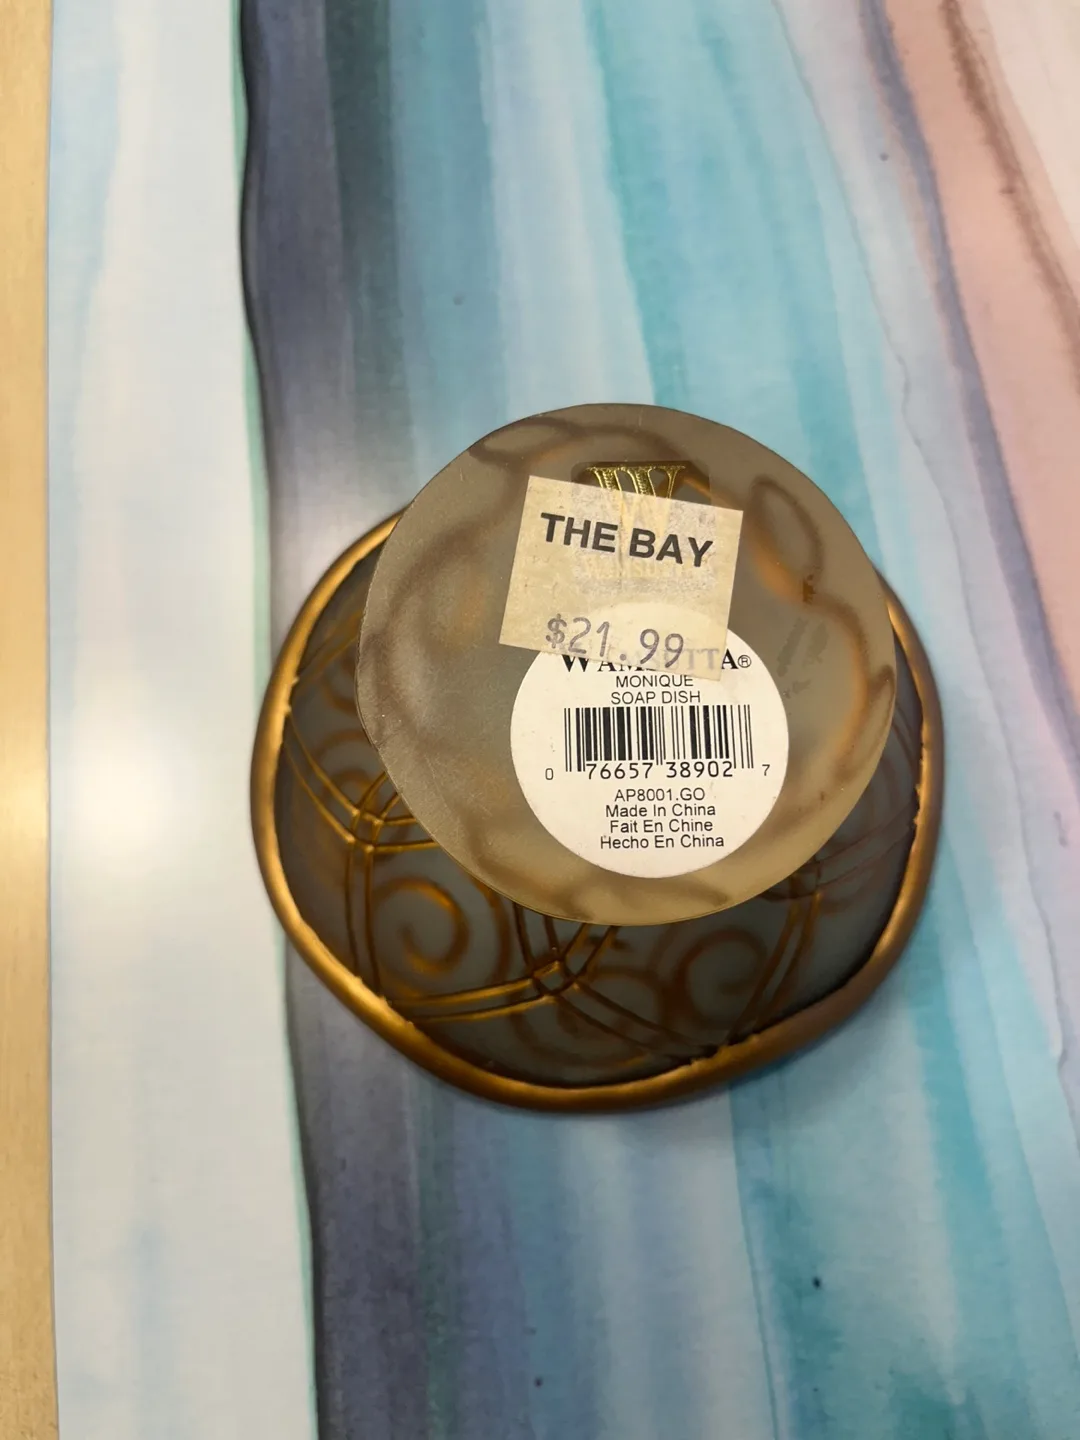 W
THE BAY
$21.99
WAMSUTTA®
MONIQUE
SOAP DISH
0 76657 38902 7
AP8001.GO
Made In China
Fait En Chine
Hecho En China